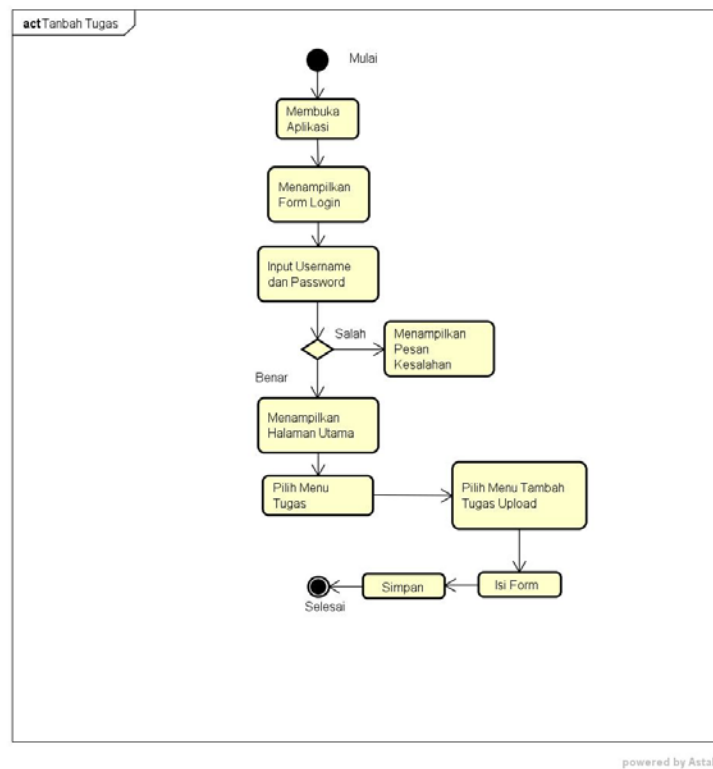 act Tanbah Tugas
Mulai
Membuka
Aplikasi
Menampilkan
Form Login
Input Username
dan Password
Salah
Menampilkan
Pesan
Kesalahan
Benar
Menampilkan
Halaman Utama
Pilih Menu
Tugas
Pilih Menu Tambah
Tugas Upload
Isi Form
Simpan
Selesai
powered by